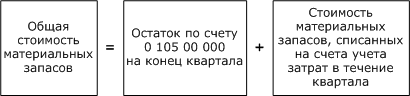 Общая
стоимость
материальных
запасов
=
Остаток по счету
0 105 00 000
на конец квартала
+
Стоимость
материальных
запасов, списанных
на счета учета
затрат в течение
квартала